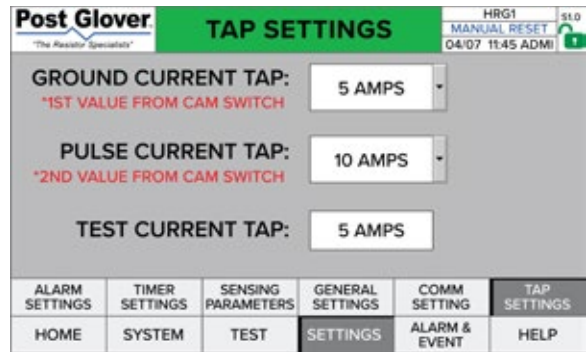 Post Glover
"The Resistor Specialists"
TAP SETTINGS
HRG1
MANUAL RESET
04/07 11:45 ADMI
S1.0
GROUND CURRENT TAP:
5 AMPS
*1ST VALUE FROM CAM SWITCH
PULSE CURRENT TAP:
10 AMPS
*2ND VALUE FROM CAM SWITCH
TEST CURRENT TAP:
5 AMPS
ALARM SETTINGS
TIMER SETTINGS
SENSING PARAMETERS
GENERAL SETTINGS
COMM SETTING
TAP SETTINGS
HOME
SYSTEM
TEST
SETTINGS
ALARM & EVENT
HELP